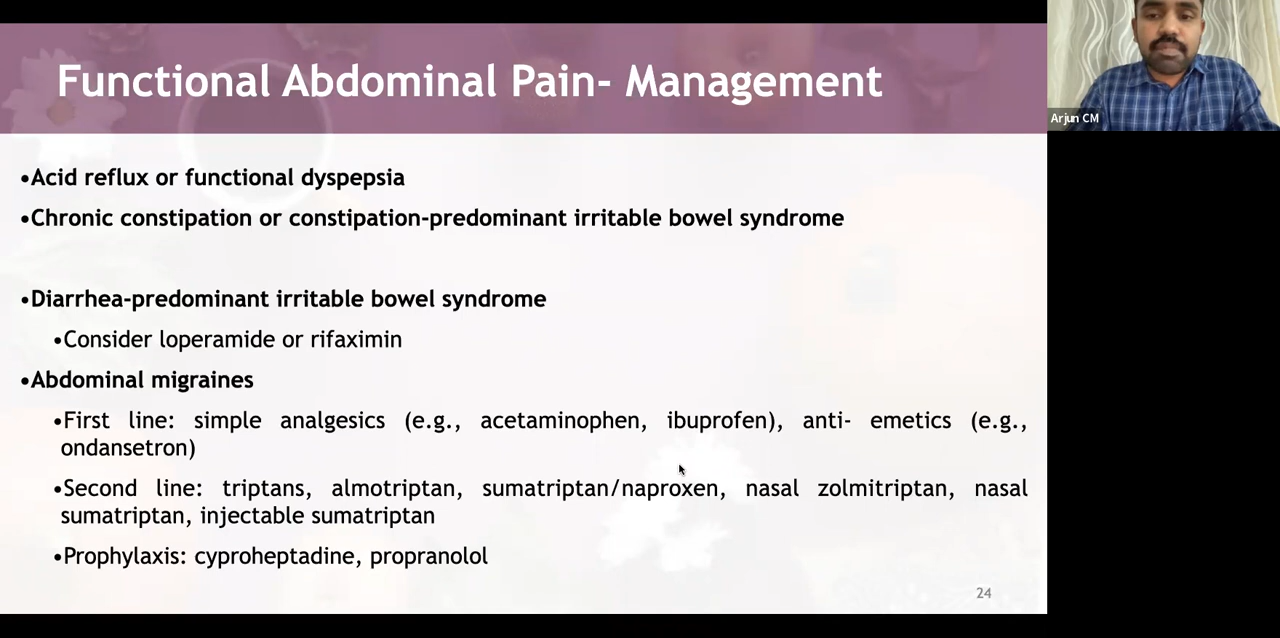 Functional Abdominal Pain- Management
Arjun CM
•Acid reflux or functional dyspepsia
•Chronic constipation or constipation-predominant irritable bowel syndrome
•Diarrhea-predominant irritable bowel syndrome
•Consider loperamide or rifaximin
•Abdominal migraines
•First line: simple analgesics (e.g., acetaminophen, ibuprofen), anti- emetics (e.g.,
ondansetron)
•Second line: triptans, almotriptan, sumatriptan/naproxen, nasal zolmitriptan, nasal
sumatriptan, injectable sumatriptan
•Prophylaxis: cyproheptadine, propranolol
24